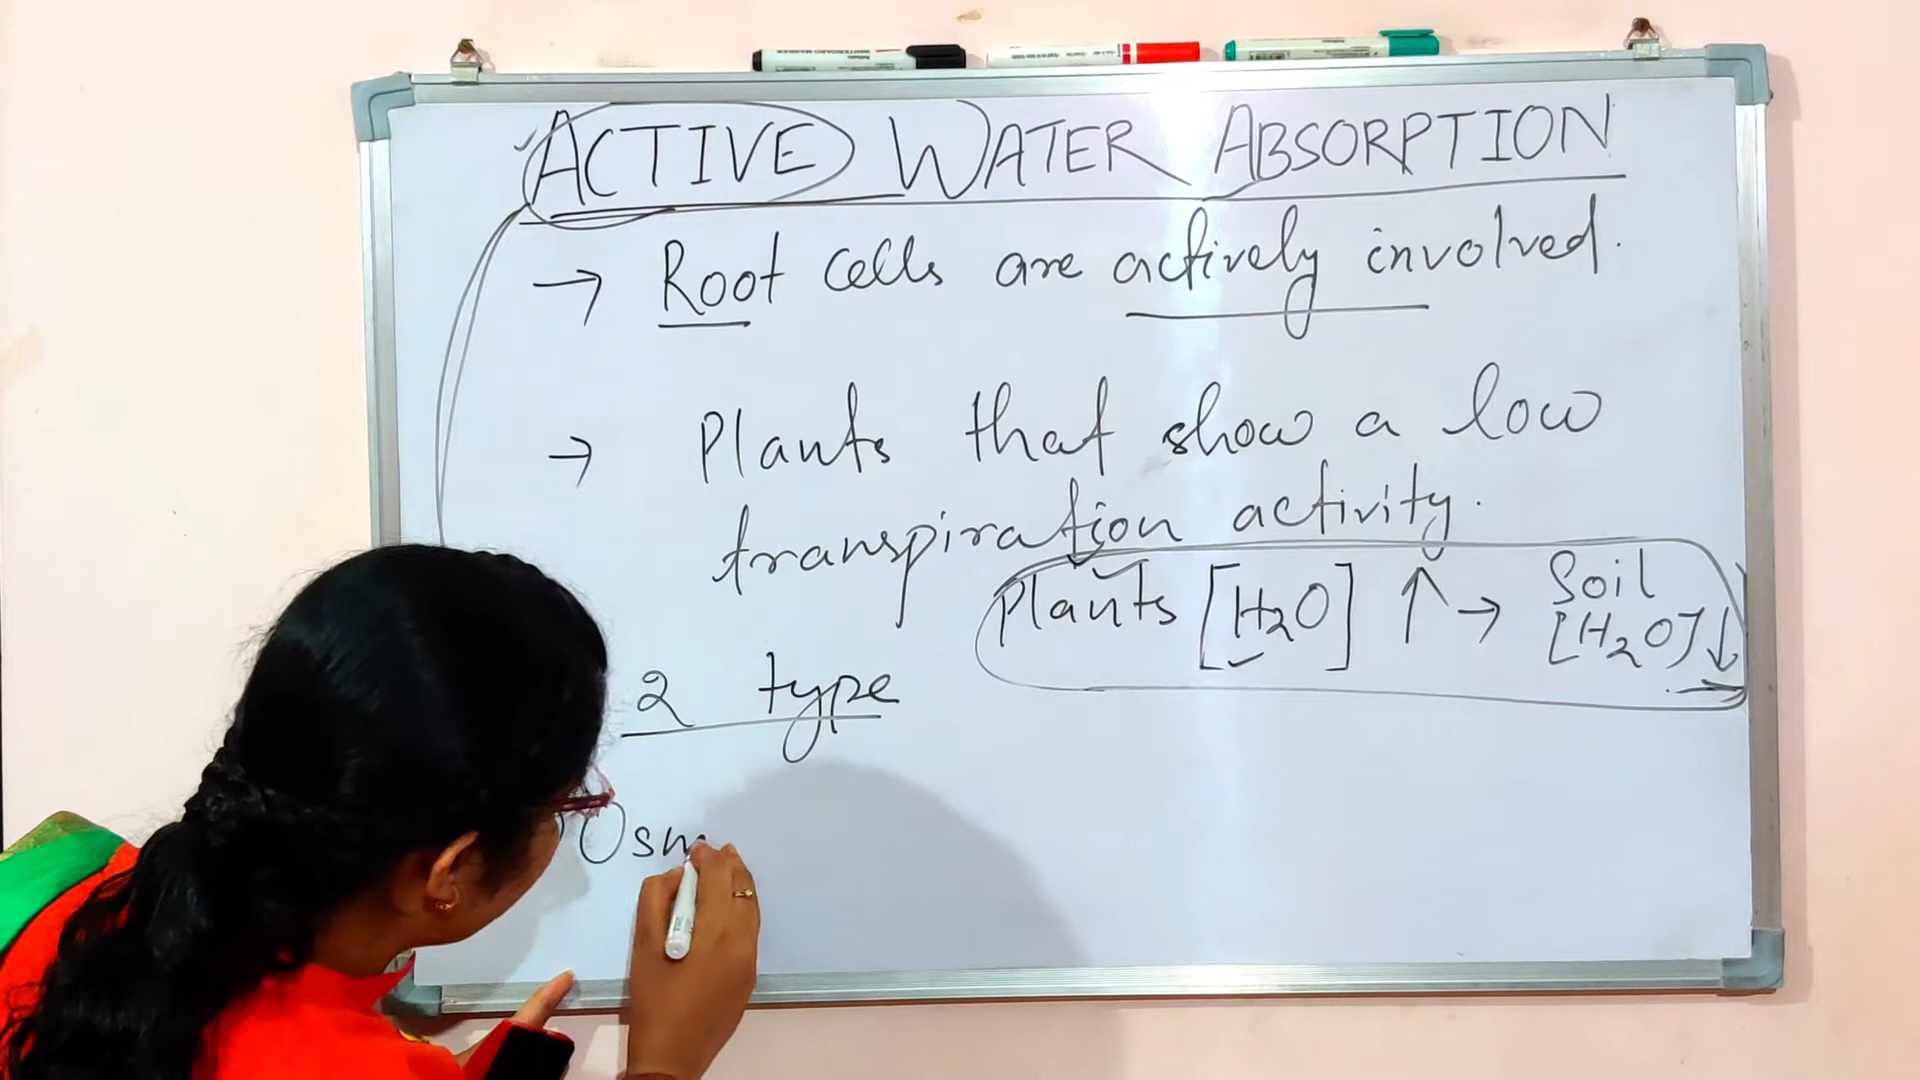 ACTIVE WATER ABSORPTION
→ Root cells are actively involved.
→ Plants that show a low
transpiration activity.
Plants [H₂O] ↑ → Soil
[H₂O] ↓
2 type
Osm